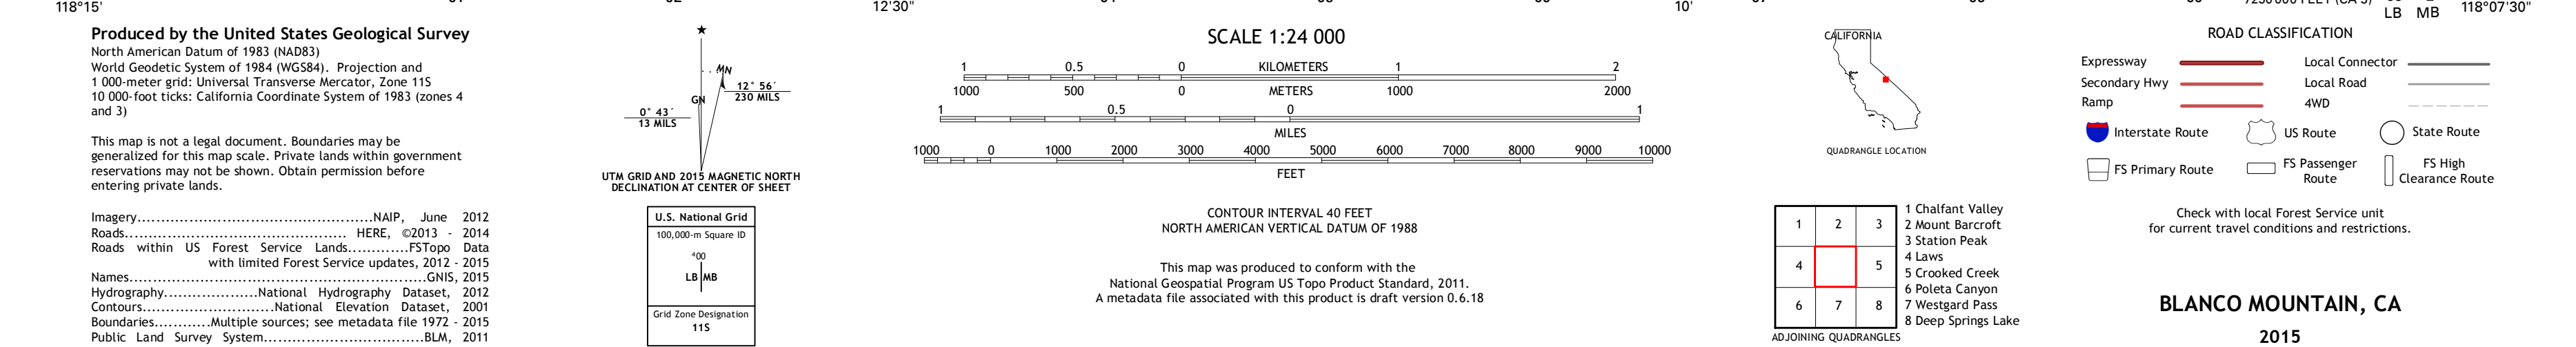 118°15'
12'30"
10'
LB MB
118°07'30"
Produced by the United States Geological Survey
North American Datum of 1983 (NAD83)
World Geodetic System of 1984 (WGS84). Projection and
1 000-meter grid: Universal Transverse Mercator, Zone 11S
10 000-foot ticks: California Coordinate System of 1983 (zones 4
and 3)
This map is not a legal document. Boundaries may be
generalized for this map scale. Private lands within government
reservations may not be shown. Obtain permission before
entering private lands.
Imagery................................................NAIP, June 2012
Roads....................................... HERE, ©2013 - 2014
Roads within US Forest Service Lands............FSTopo Data
with limited Forest Service updates, 2012 - 2015
Names.......................................................GNIS, 2015
Hydrography...................National Hydrography Dataset, 2012
Contours............................National Elevation Dataset, 2001
Boundaries...........Multiple sources; see metadata file 1972 - 2015
Public Land Survey System................................BLM, 2011
MN
GN
12° 56´
230 MILS
0° 43´
13 MILS
UTM GRID AND 2015 MAGNETIC NORTH
DECLINATION AT CENTER OF SHEET
U.S. National Grid
100,000-m Square ID
400
LB MB
Grid Zone Designation
11S
SCALE 1:24 000
1 0.5 0 KILOMETERS 1 2
1000 500 0 METERS 1000 2000
1 0.5 0 1
MILES
1000 0 1000 2000 3000 4000 5000 6000 7000 8000 9000 10000
FEET
CONTOUR INTERVAL 40 FEET
NORTH AMERICAN VERTICAL DATUM OF 1988
This map was produced to conform with the
National Geospatial Program US Topo Product Standard, 2011.
A metadata file associated with this product is draft version 0.6.18
CALIFORNIA
QUADRANGLE LOCATION
1 2 3
4 5
6 7 8
ADJOINING QUADRANGLES
1 Chalfant Valley
2 Mount Barcroft
3 Station Peak
4 Laws
5 Crooked Creek
6 Poleta Canyon
7 Westgard Pass
8 Deep Springs Lake
ROAD CLASSIFICATION
Expressway Local Connector
Secondary Hwy Local Road
Ramp 4WD
Interstate Route US Route State Route
FS Primary Route FS Passenger Route FS High Clearance Route
Check with local Forest Service unit
for current travel conditions and restrictions.
BLANCO MOUNTAIN, CA
2015